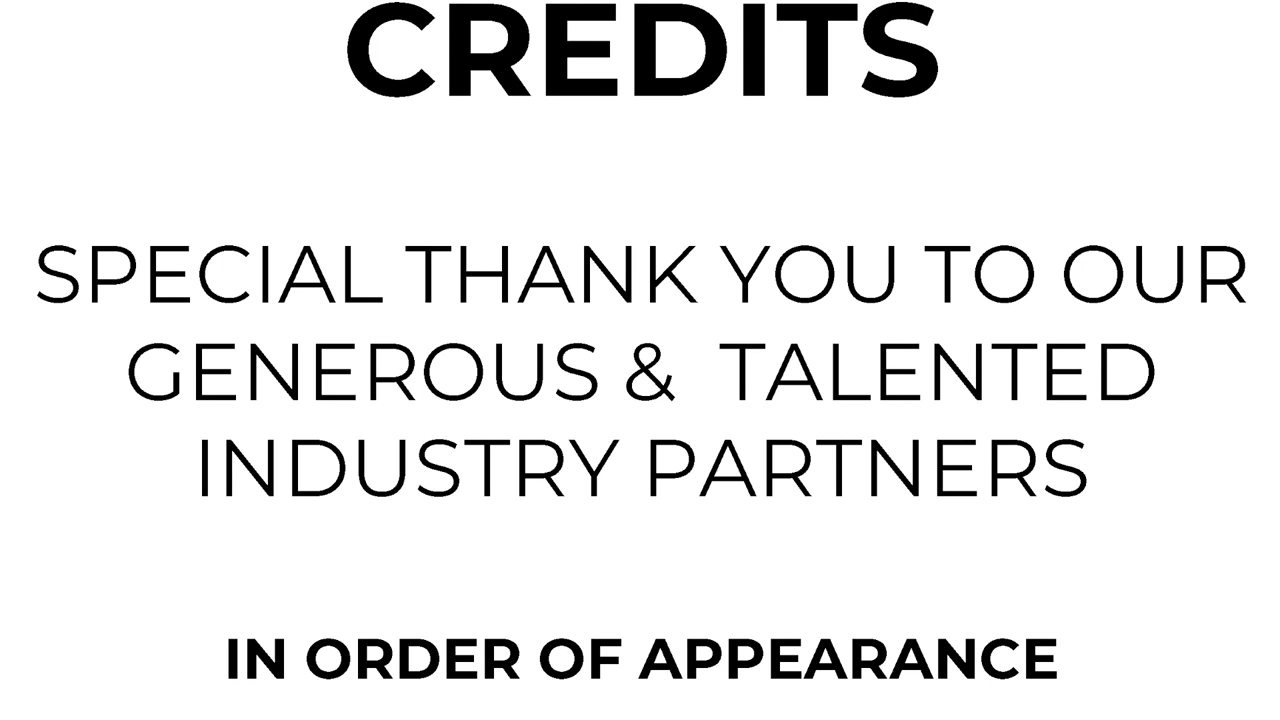 CREDITS
SPECIAL THANK YOU TO OUR
GENEROUS & TALENTED
INDUSTRY PARTNERS
IN ORDER OF APPEARANCE